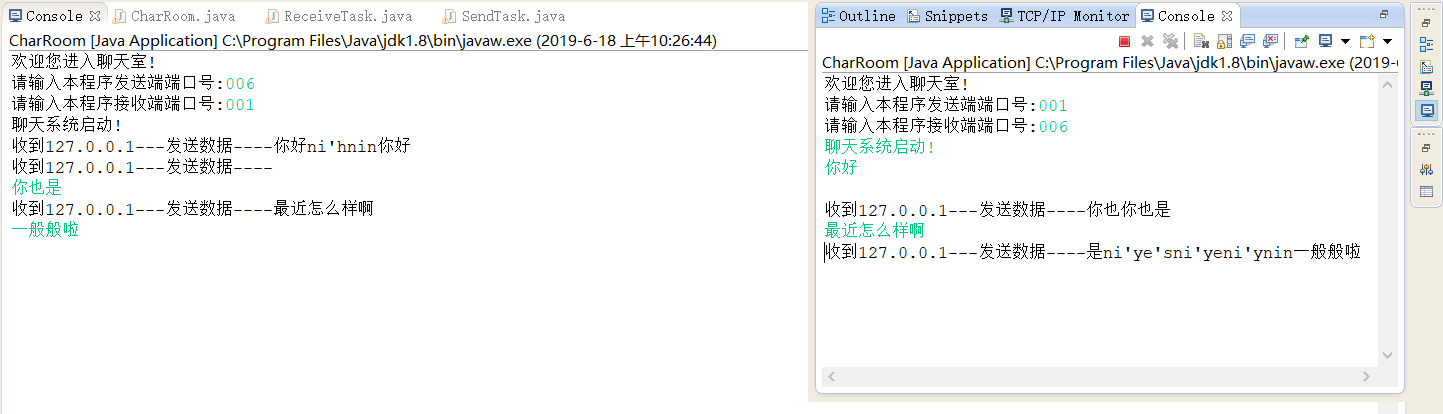 Console CharRoom.java ReceiveTask.java SendTask.java
CharRoom [Java Application] C:\Program Files\Java\jdk1.8\bin\javaw.exe (2019-6-18 上午10:26:44)
欢迎您进入聊天室!
请输入本程序发送端端口号:006
请输入本程序接收端端口号:001
聊天系统启动!
收到127.0.0.1---发送数据----你好ni'hnin你好
收到127.0.0.1---发送数据----
你也是
收到127.0.0.1---发送数据----最近怎么样啊
一般般啦
Outline Snippets TCP/IP Monitor Console
CharRoom [Java Application] C:\Program Files\Java\jdk1.8\bin\javaw.exe (2019-6
欢迎您进入聊天室!
请输入本程序发送端端口号:001
请输入本程序接收端端口号:006
聊天系统启动!
你好
收到127.0.0.1---发送数据----你也你也是
最近怎么样啊
收到127.0.0.1---发送数据----是ni'ye'sni'yeni'ynin一般般啦